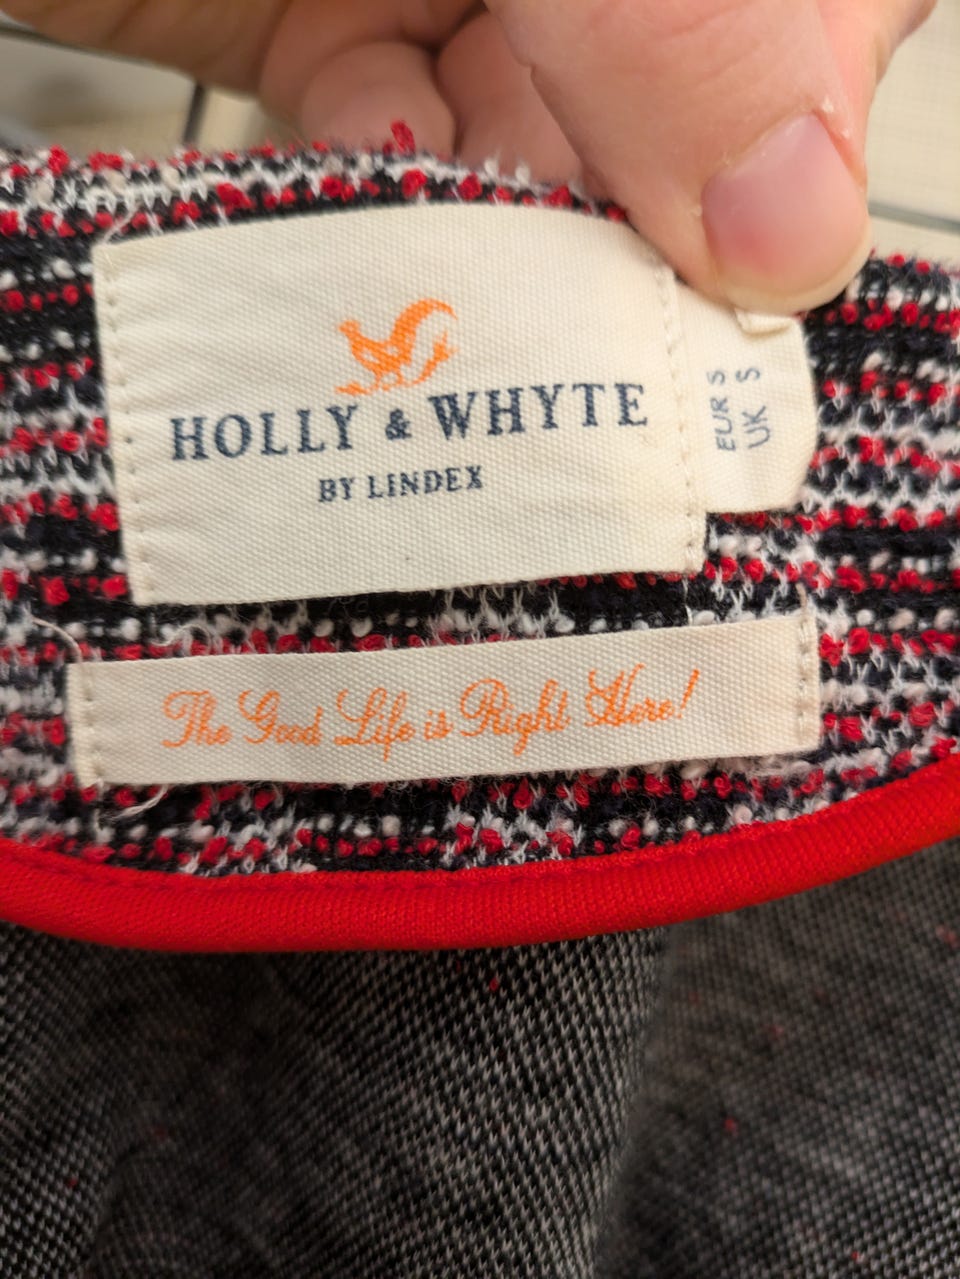 HOLLY & WHYTE
BY LINDEX
EUR S
UK S
The Good Life is Right Here!